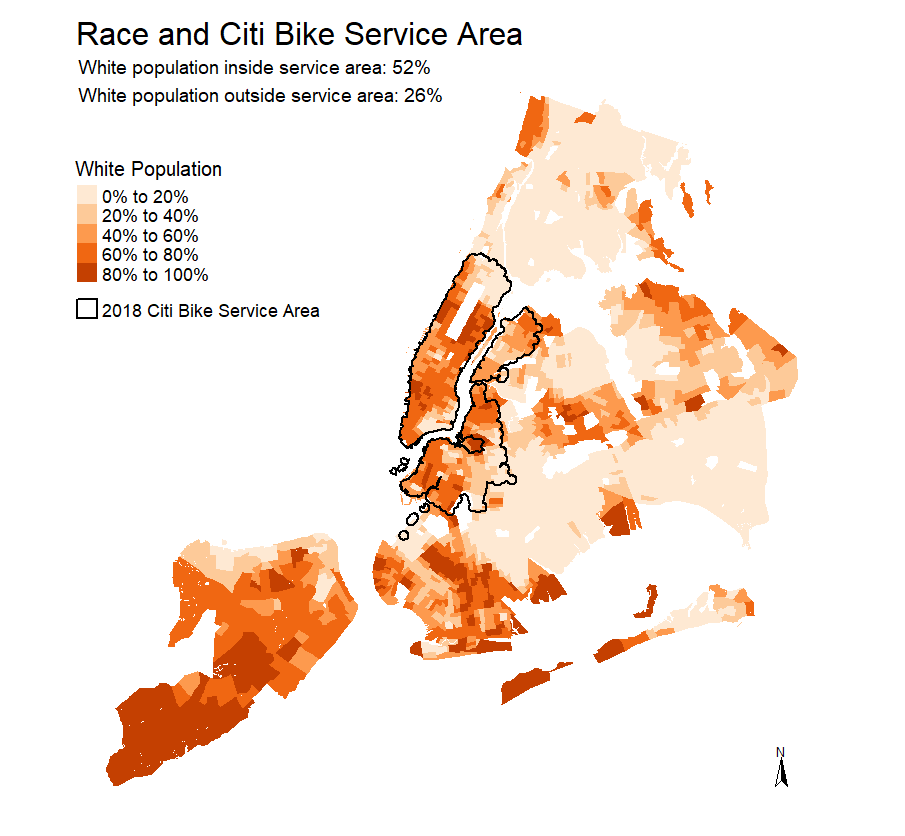 Race and Citi Bike Service Area
White population inside service area: 52%
White population outside service area: 26%
White Population
0% to 20%
20% to 40%
40% to 60%
60% to 80%
80% to 100%
2018 Citi Bike Service Area
N